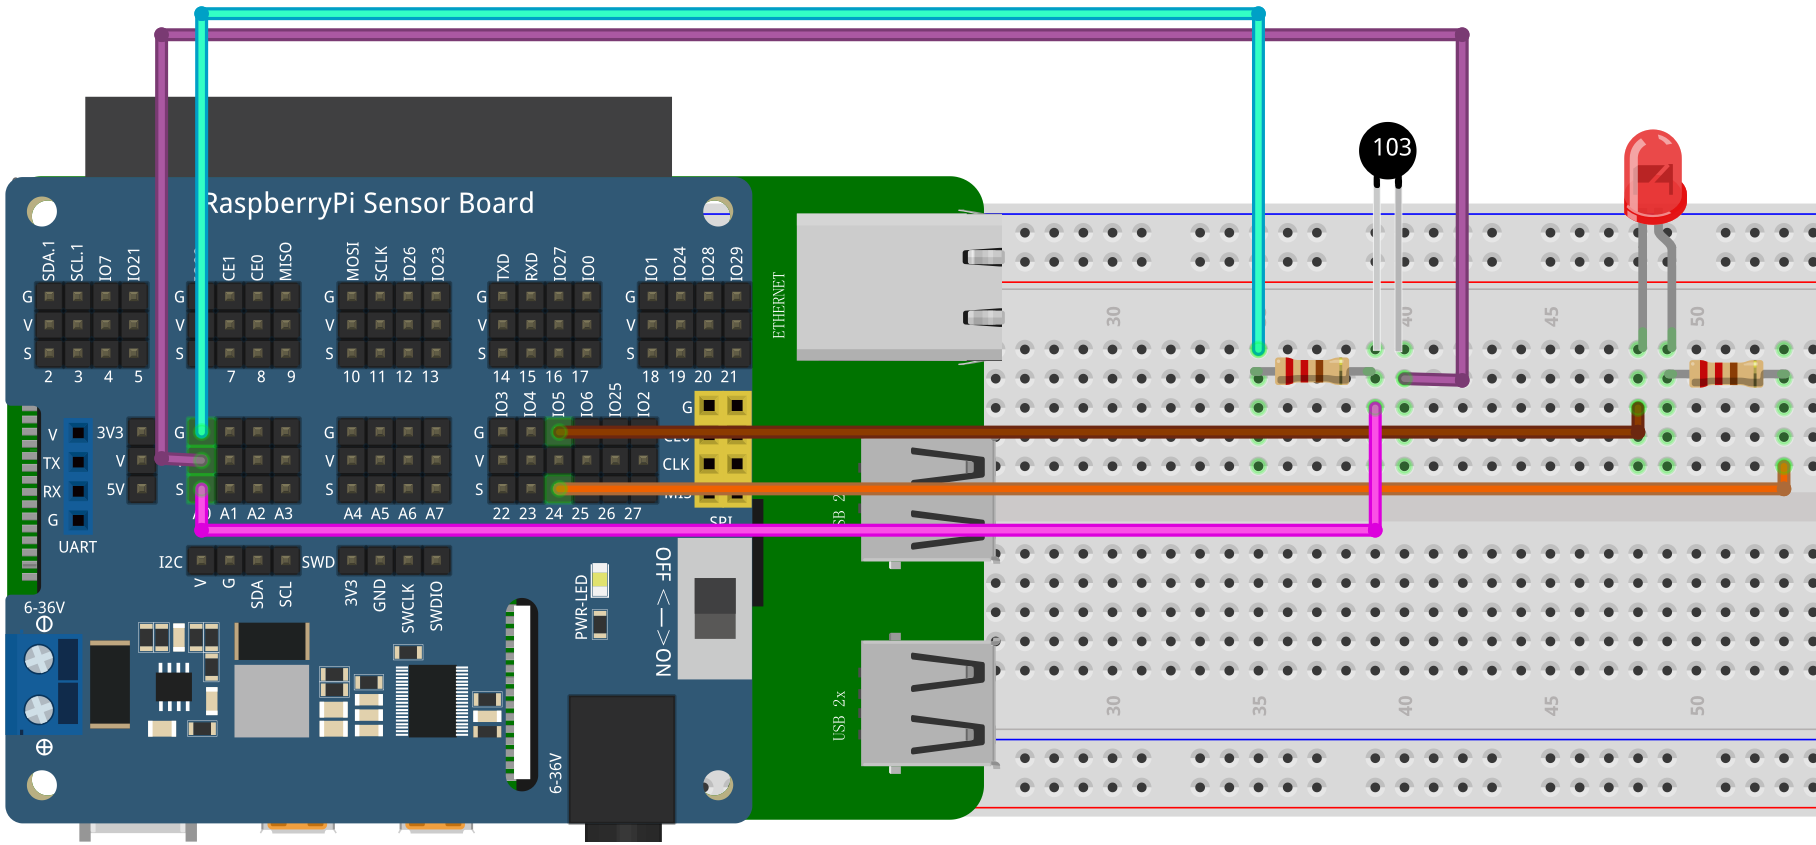 RaspberryPi Sensor Board
103
SDA.1 SCL.1 IO7 IO21 CE1 CE0 MISO MOSI SCLK IO26 IO23 TXD RXD IO27 IO0 IO1 IO24 IO28 IO29
G G G G G
V V V V V
S S S S S
2 3 4 5 7 8 9 10 11 12 13 14 15 16 17 18 19 20 21
ETHERNET
30 40 45 50
IO3 IO4 IO5 IO6 IO25 IO2
G
V 3V3 G G G
TX V V V V CLK
RX 5V S S S
G
A1 A2 A3 A4 A5 A6 A7 22 23 24 25 26 27
SPI
UART
I2C SWD
V G SDA SCL 3V3 GND SWCLK SWDIO
PWR-LED
OFF >—< ON
6-36V
6-36V
USB 2x
30 35 40 45 50